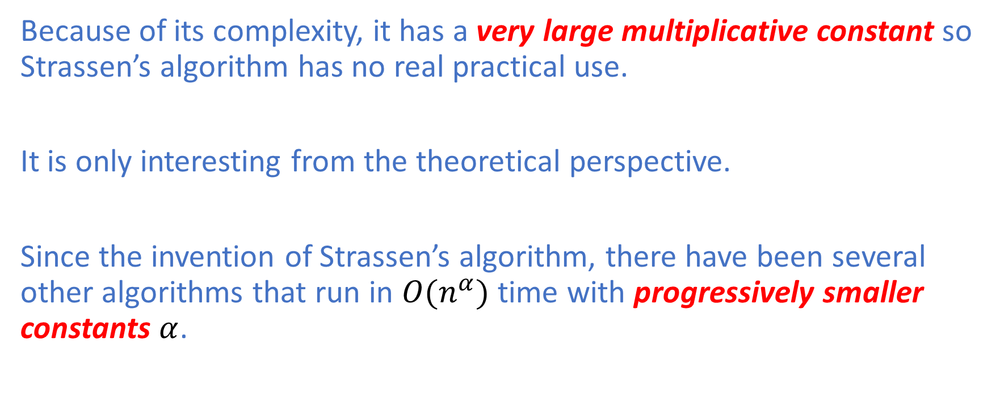 Because of its complexity, it has a very large multiplicative constant so
Strassen’s algorithm has no real practical use.
It is only interesting from the theoretical perspective.
Since the invention of Strassen’s algorithm, there have been several
other algorithms that run in 𝑂(𝑛^𝛼) time with progressively smaller
constants 𝛼.